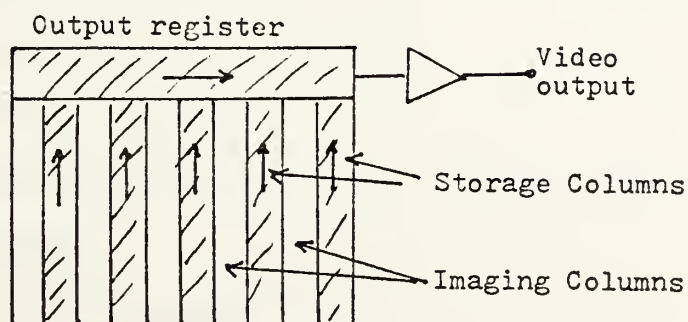 Output register
Video
output
Storage Columns
Imaging Columns